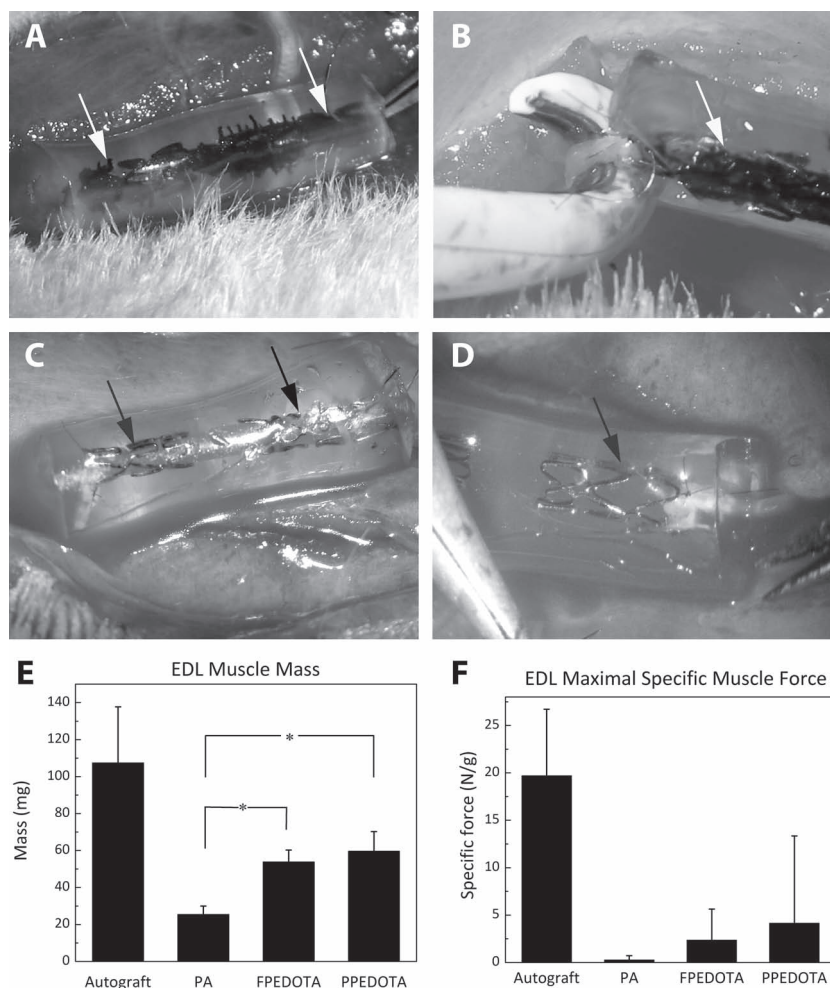 A
B
C
D
E
EDL Muscle Mass
140
120
100
80
60
40
20
0
Mass (mg)
*
*
Autograft
PA
FPEDOTA
PPEDOTA
F
EDL Maximal Specific Muscle Force
25
20
15
10
5
0
Specific force (N/g)
Autograft
PA
FPEDOTA
PPEDOTA